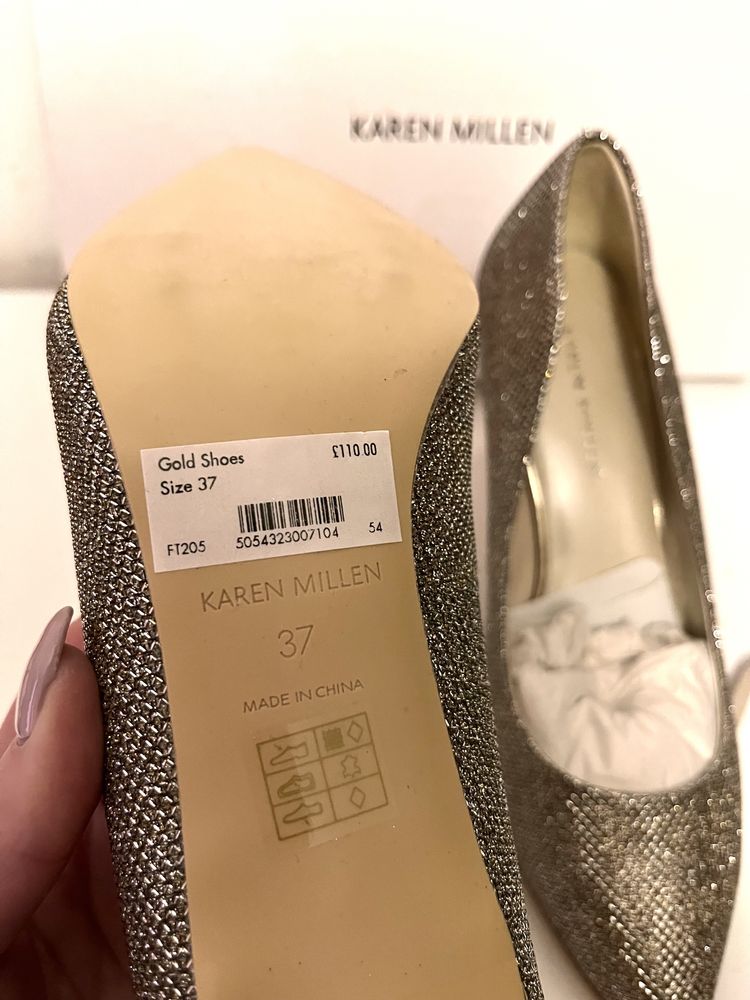 KAREN MILLEN
Gold Shoes £110.00
Size 37
FT205 5054323007104 54
KAREN MILLEN
37
MADE IN CHINA